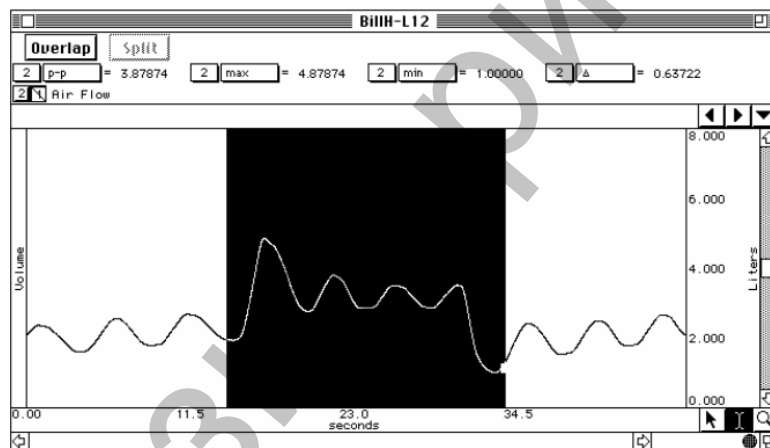 BillH-L12
Overlap Split
2 p-p = 3.87874 2 max = 4.87874 2 min = 1.00000 2 Δ = 0.63722
2 Air Flow
8.000
6.000
Volume
4.000
Liters
2.000
0.000
0.00 11.5 23.0 34.5
seconds